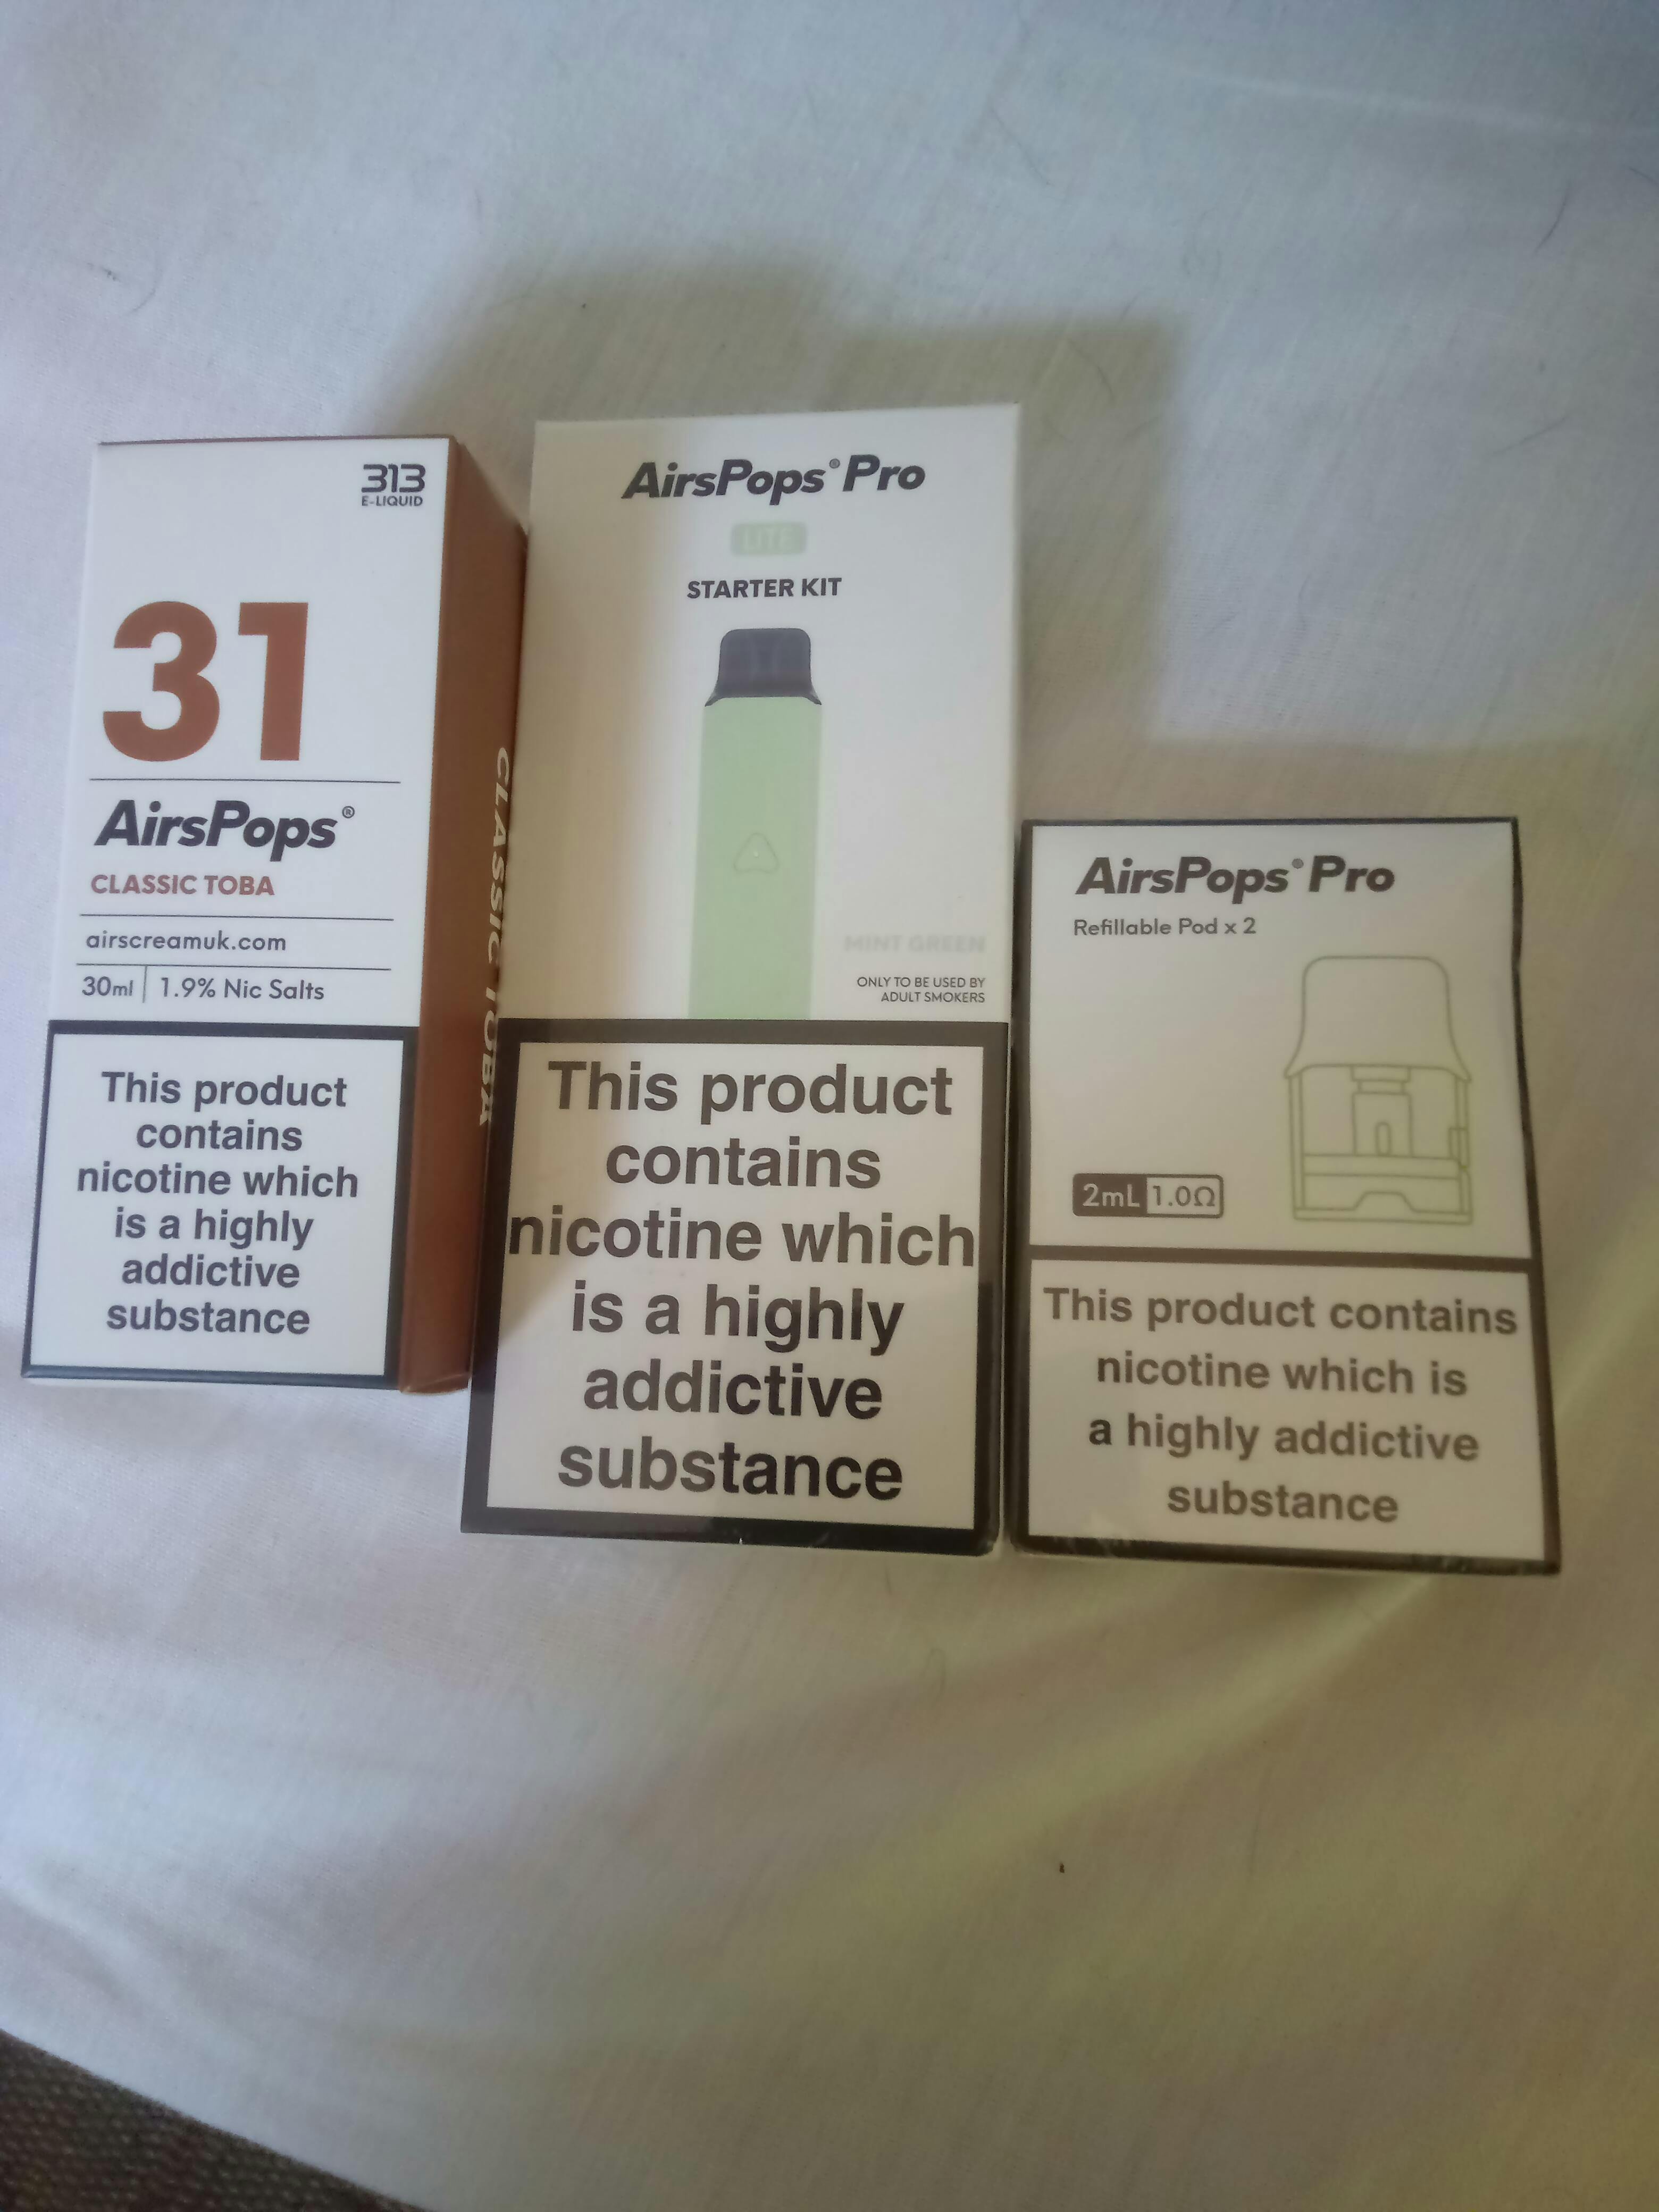 313
E-LIQUID
31
AirsPops®
CLASSIC TOBA
airscreamuk.com
30ml | 1.9% Nic Salts
This product
contains
nicotine which
is a highly
addictive
substance
CLASSIC TOBA
AirsPops® Pro
LITE
STARTER KIT
MINT GREEN
ONLY TO BE USED BY
ADULT SMOKERS
This product
contains
nicotine which
is a highly
addictive
substance
AirsPops® Pro
Refillable Pod x 2
2mL 1.0Ω
This product contains
nicotine which is
a highly addictive
substance